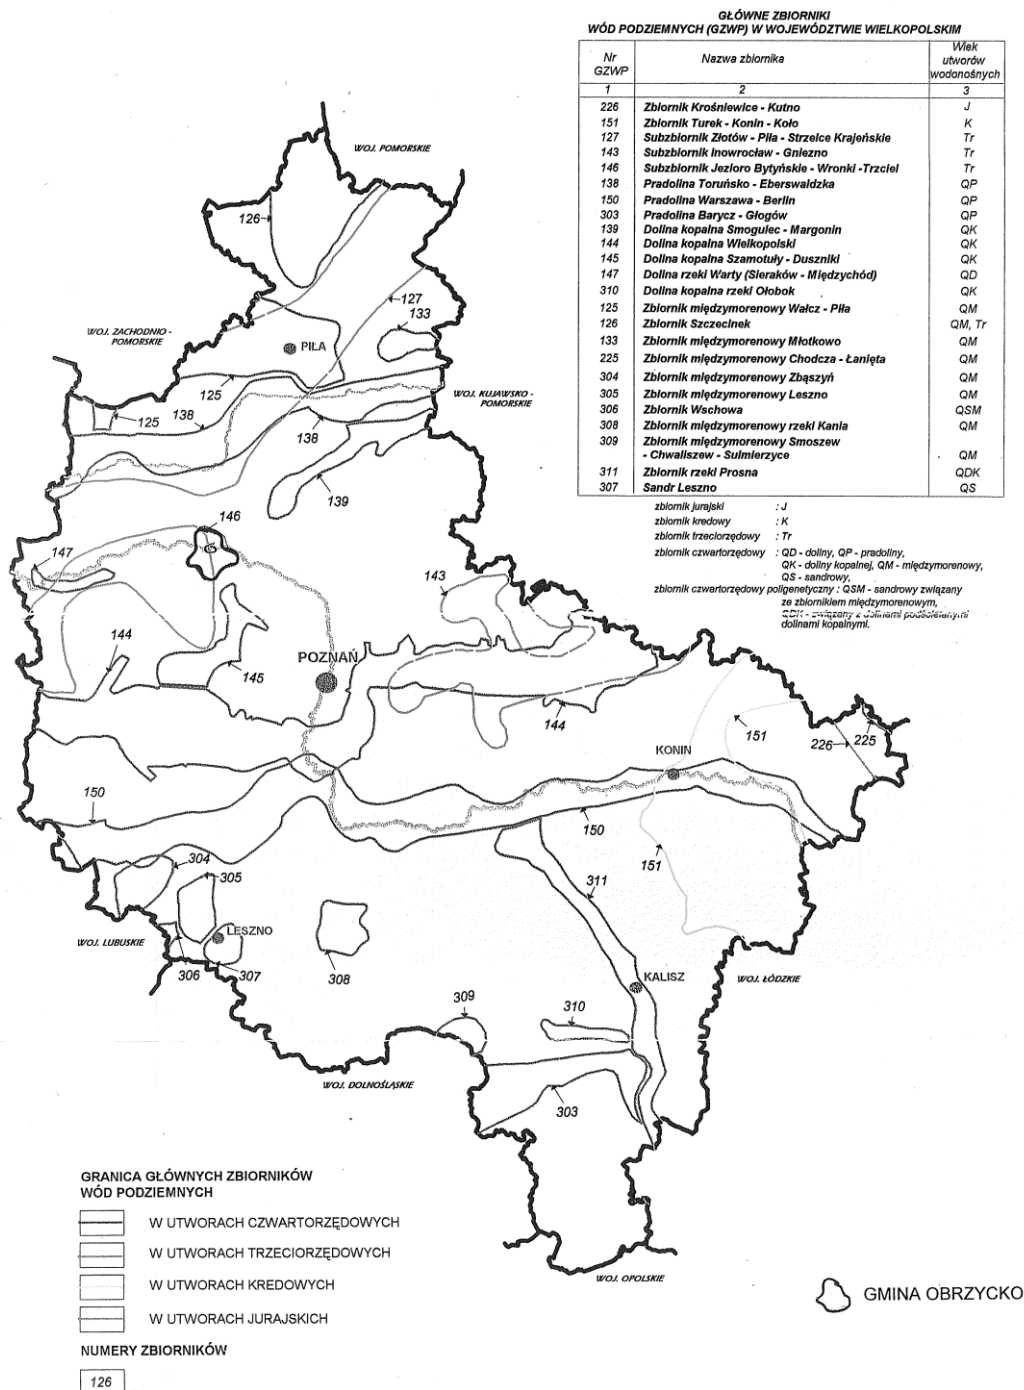 GŁÓWNE ZBIORNIKI
WÓD PODZIEMNYCH (GZWP) W WOJEWÓDZTWIE WIELKOPOLSKIM
Nr GZWP Nazwa zbiornika Wiek utworów wodonośnych
1 2 3
226 Zbiornik Krośniewice - Kutno J
151 Zbiornik Turek - Konin - Koło K
127 Subzbiornik Złotów - Piła - Strzelce Krajeńskie Tr
143 Subzbiornik Inowrocław - Gniezno Tr
146 Subzbiornik Jezioro Bytyńskie - Wronki -Trzciel Tr
138 Pradolina Toruńsko - Eberswaldzka QP
150 Pradolina Warszawa - Berlin QP
303 Pradolina Barycz - Głogów QP
139 Dolina kopalna Smogulec - Margonin QK
144 Dolina kopalna Wielkopolski QK
145 Dolina kopalna Szamotuły - Duszniki QK
147 Dolina rzeki Warty (Sieraków - Międzychód) QD
310 Dolina kopalna rzeki Ołobok QK
125 Zbiornik międzymorenowy Wałcz - Piła QM
126 Zbiornik Szczecinek QM, Tr
133 Zbiornik międzymorenowy Młotkowo QM
225 Zbiornik międzymorenowy Chodcza - Łanięta QM
304 Zbiornik międzymorenowy Zbąszyń QM
305 Zbiornik międzymorenowy Leszno QM
306 Zbiornik Wschowa QSM
308 Zbiornik międzymorenowy rzeki Kania QM
309 Zbiornik międzymorenowy Smoszew
- Chwaliszew - Sulmierzyce QM
311 Zbiornik rzeki Prosna QDK
307 Sandr Leszno QS
zbiornik jurajski : J
zbiornik kredowy : K
zbiornik trzeciorzędowy : Tr
zbiornik czwartorzędowy : QD - doliny, QP - pradoliny,
QK - doliny kopalnej, QM - międzymorenowy,
QS - sandrowy,
zbiornik czwartorzędowy poligenetyczny : QSM - sandrowy związany
ze zbiornikiem międzymorenowym,
QDK - związany z dolinami podścielanymi
dolinami kopalnymi.
WOJ. POMORSKIE
126
127
133
WOJ. ZACHODNIO-
POMORSKIE
PIŁA
125
WOJ. KUJAWSKO-
POMORSKIE
125
138
138
139
146
147
143
144
POZNAŃ
145
144
151
226
225
KONIN
150
150
151
304
305
311
LESZNO
WOJ. LUBUSKIE
306
307
308
KALISZ
WOJ. ŁÓDZKIE
309
310
WOJ. DOLNOŚLĄSKIE
303
WOJ. OPOLSKIE
GRANICA GŁÓWNYCH ZBIORNIKÓW
WÓD PODZIEMNYCH
W UTWORACH CZWARTORZĘDOWYCH
W UTWORACH TRZECIORZĘDOWYCH
W UTWORACH KREDOWYCH
W UTWORACH JURAJSKICH
NUMERY ZBIORNIKÓW
126
GMINA OBRZYCKO